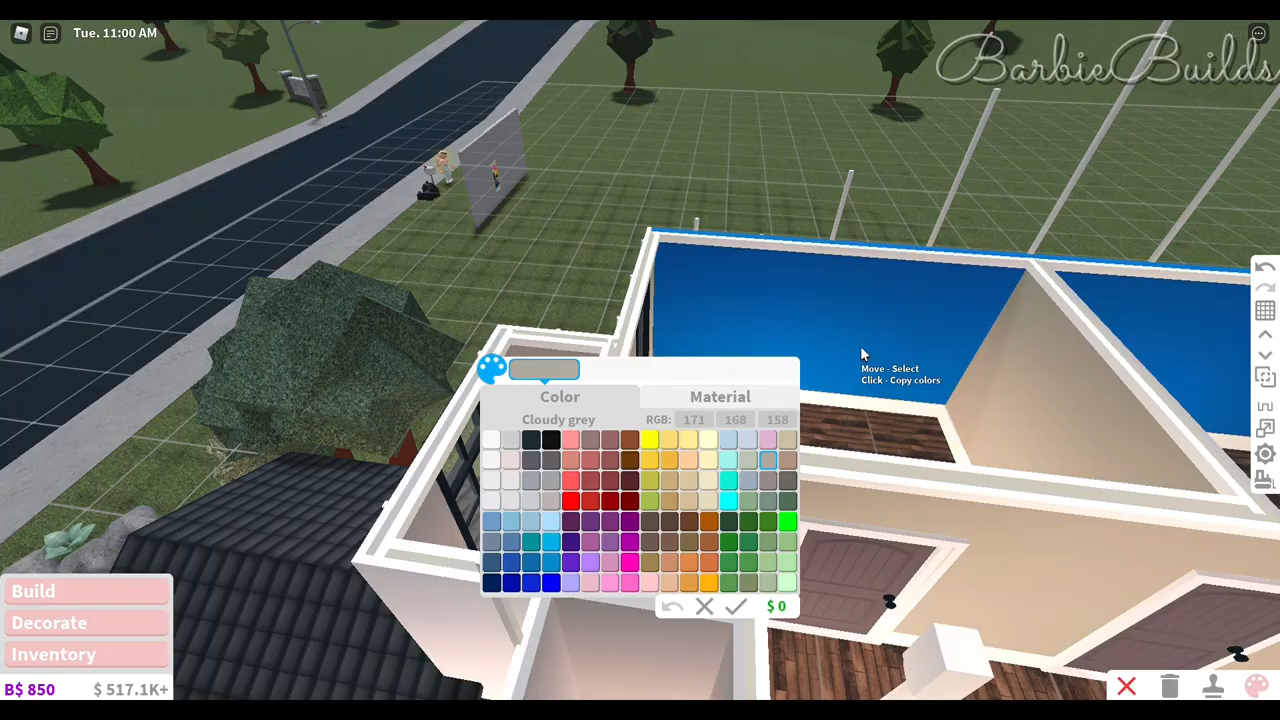 Tue. 11:00 AM
BarbieBuilds
Move - Select
Click - Copy colors
Color
Material
Cloudy grey
RGB: 171 168 158
$ 0
Build
Decorate
Inventory
B$ 850 $ 517.1K+